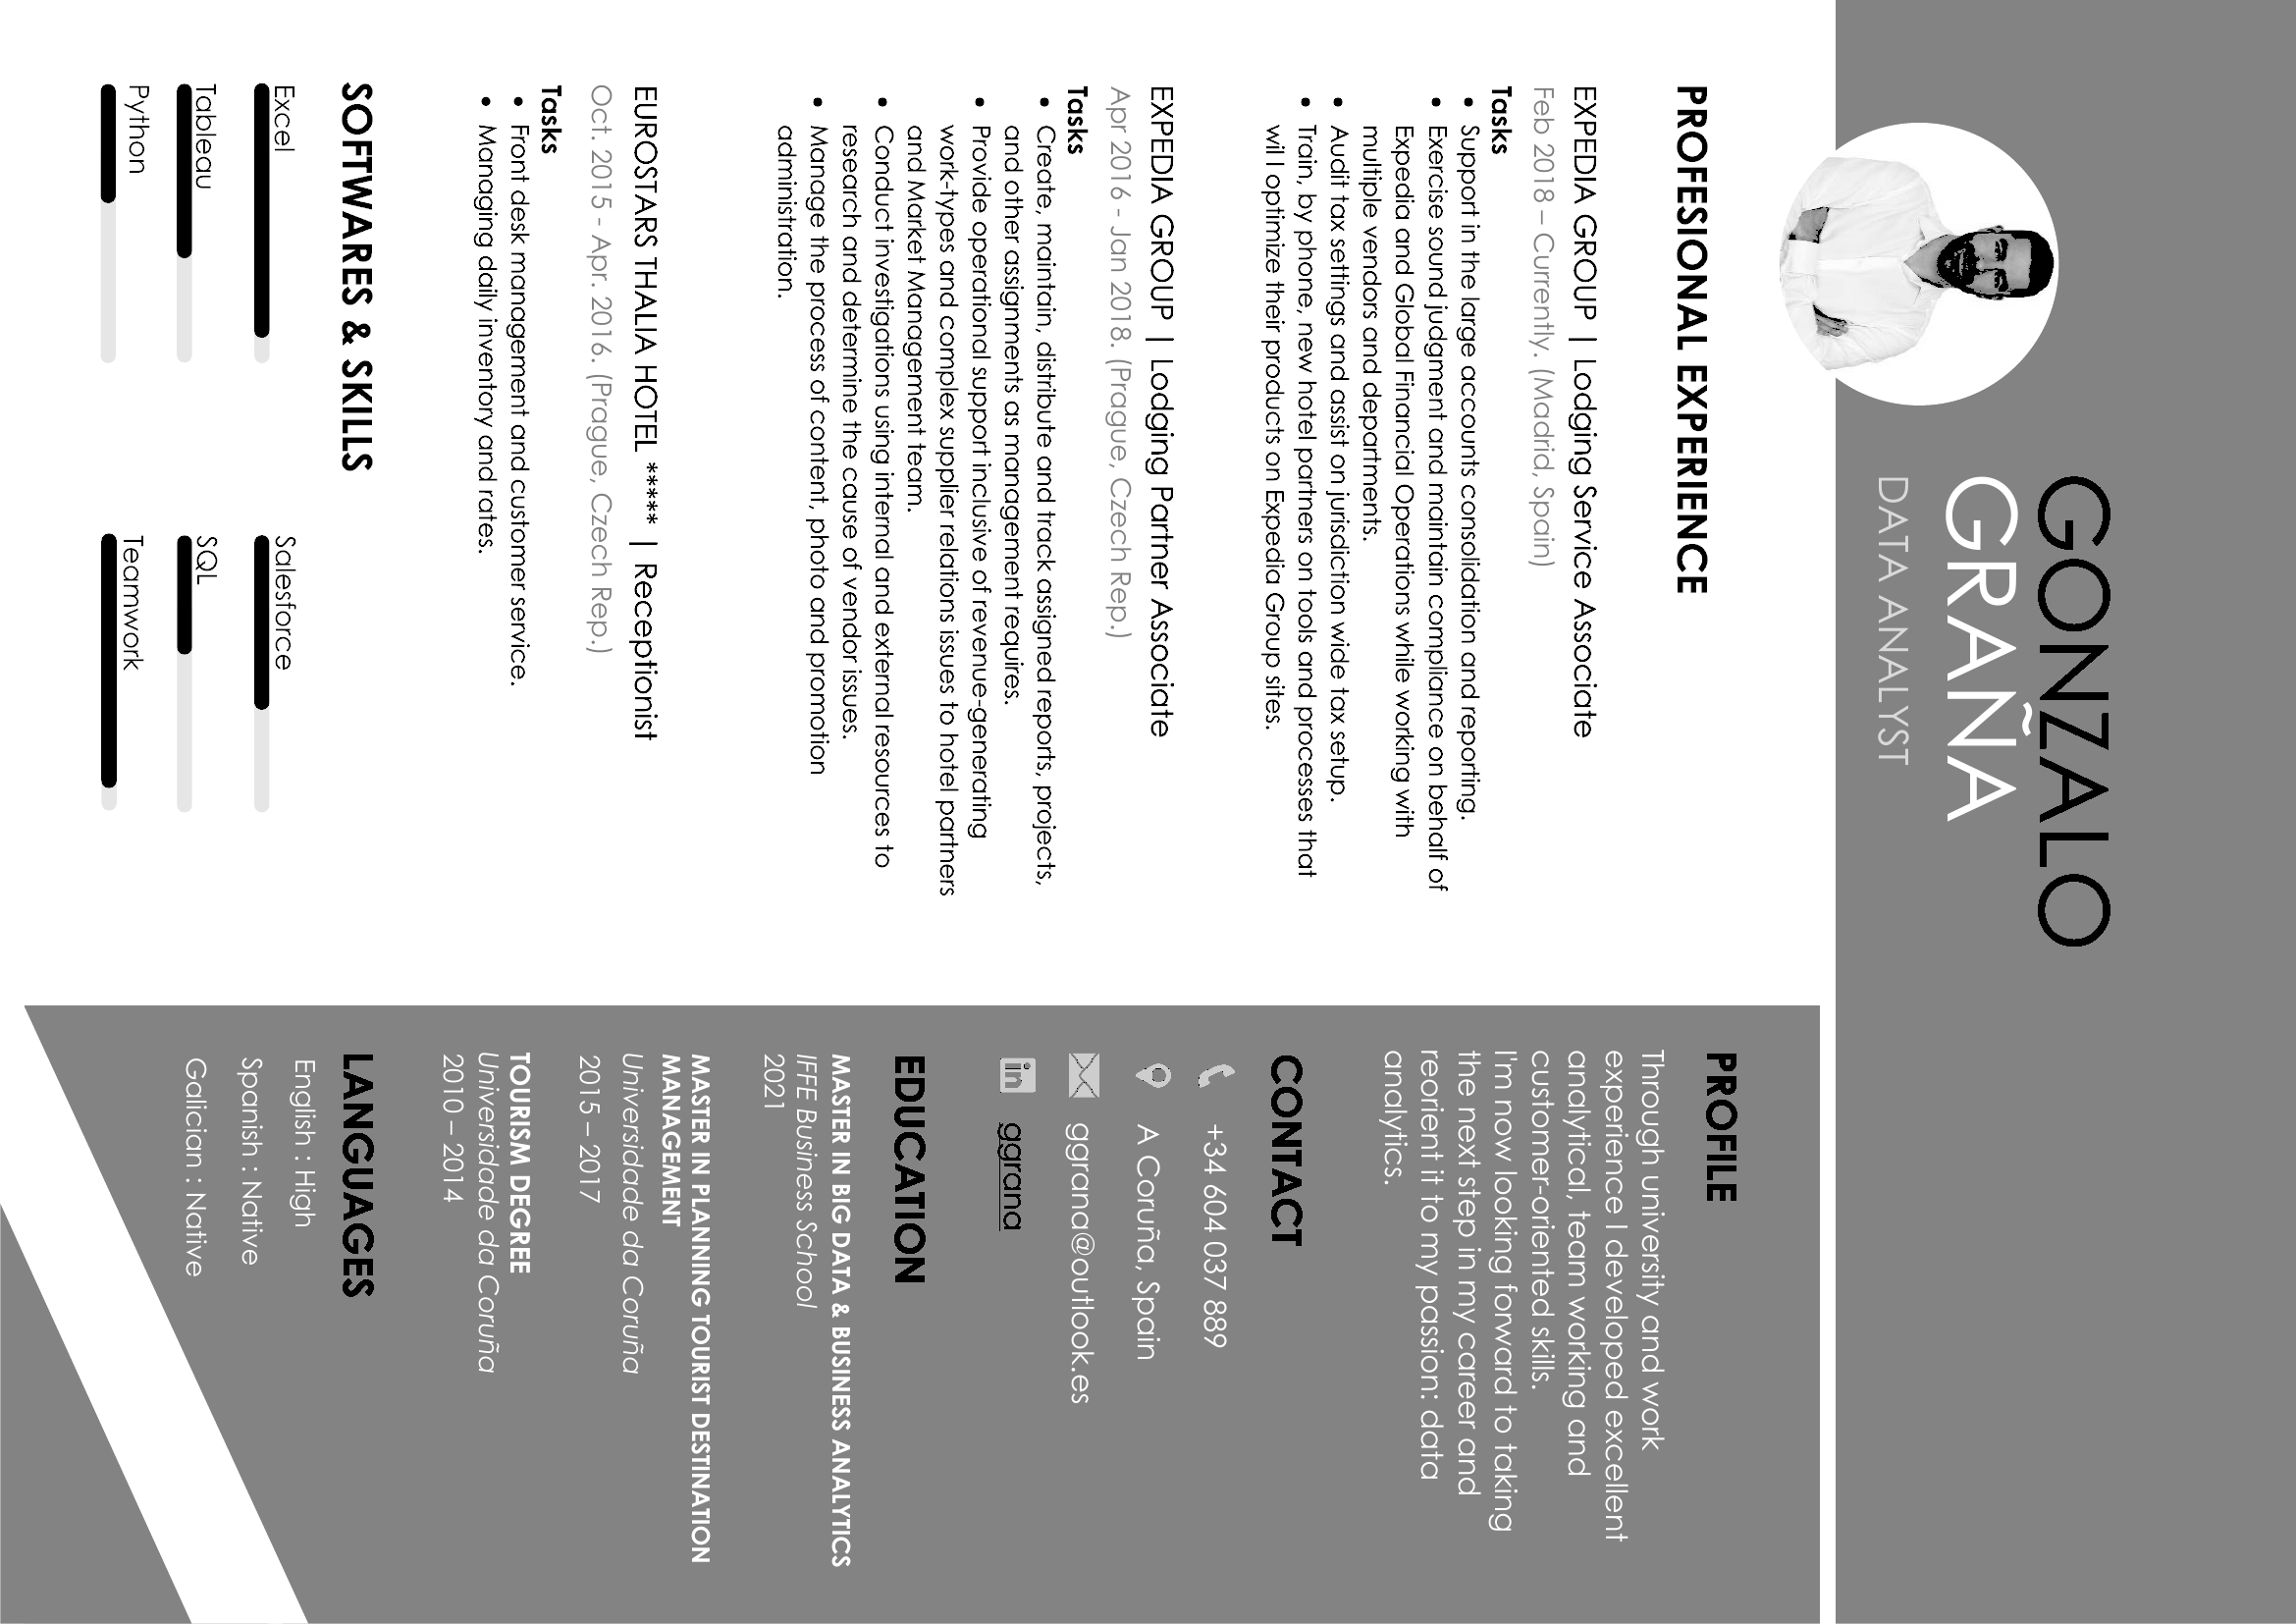 GONZALO
GRAÑA
DATA ANALYST
PROFESIONAL EXPERIENCE
EXPEDIA GROUP | Lodging Service Associate
Feb 2018 – Currently. (Madrid, Spain)
Tasks
• Support in the large accounts consolidation and reporting.
• Exercise sound judgment and maintain compliance on behalf of
Expedia and Global Financial Operations while working with
multiple vendors and departments.
• Audit tax settings and assist on jurisdiction wide tax setup.
• Train, by phone, new hotel partners on tools and processes that
wil l optimize their products on Expedia Group sites.
EXPEDIA GROUP | Lodging Partner Associate
Apr 2016 - Jan 2018. (Prague, Czech Rep.)
Tasks
• Create, maintain, distribute and track assigned reports, projects,
and other assignments as management requires.
• Provide operational support inclusive of revenue-generating
work-types and complex supplier relations issues to hotel partners
and Market Management team.
• Conduct investigations using internal and external resources to
research and determine the cause of vendor issues.
• Manage the process of content, photo and promotion
administration.
EUROSTARS THALIA HOTEL ***** | Receptionist
Oct. 2015 - Apr. 2016. (Prague, Czech Rep.)
Tasks
• Front desk management and customer service.
• Managing daily inventory and rates.
SOFTWARES & SKILLS
Excel
Salesforce
Tableau
SQL
Python
Teamwork
PROFILE
Through university and work
experience I developed excellent
analytical, team working and
customer-oriented skills.
I'm now looking forward to taking
the next step in my career and
reorient it to my passion: data
analytics.
CONTACT
+34 604 037 889
A Coruña, Spain
ggrana@outlook.es
in ggrana
EDUCATION
MASTER IN BIG DATA & BUSINESS ANALYTICS
IFFE Business School
2021
MASTER IN PLANNING TOURIST DESTINATION
MANAGEMENT
Universidade da Coruña
2015 – 2017
TOURISM DEGREE
Universidade da Coruña
2010 – 2014
LANGUAGES
English : High
Spanish : Native
Galician : Native